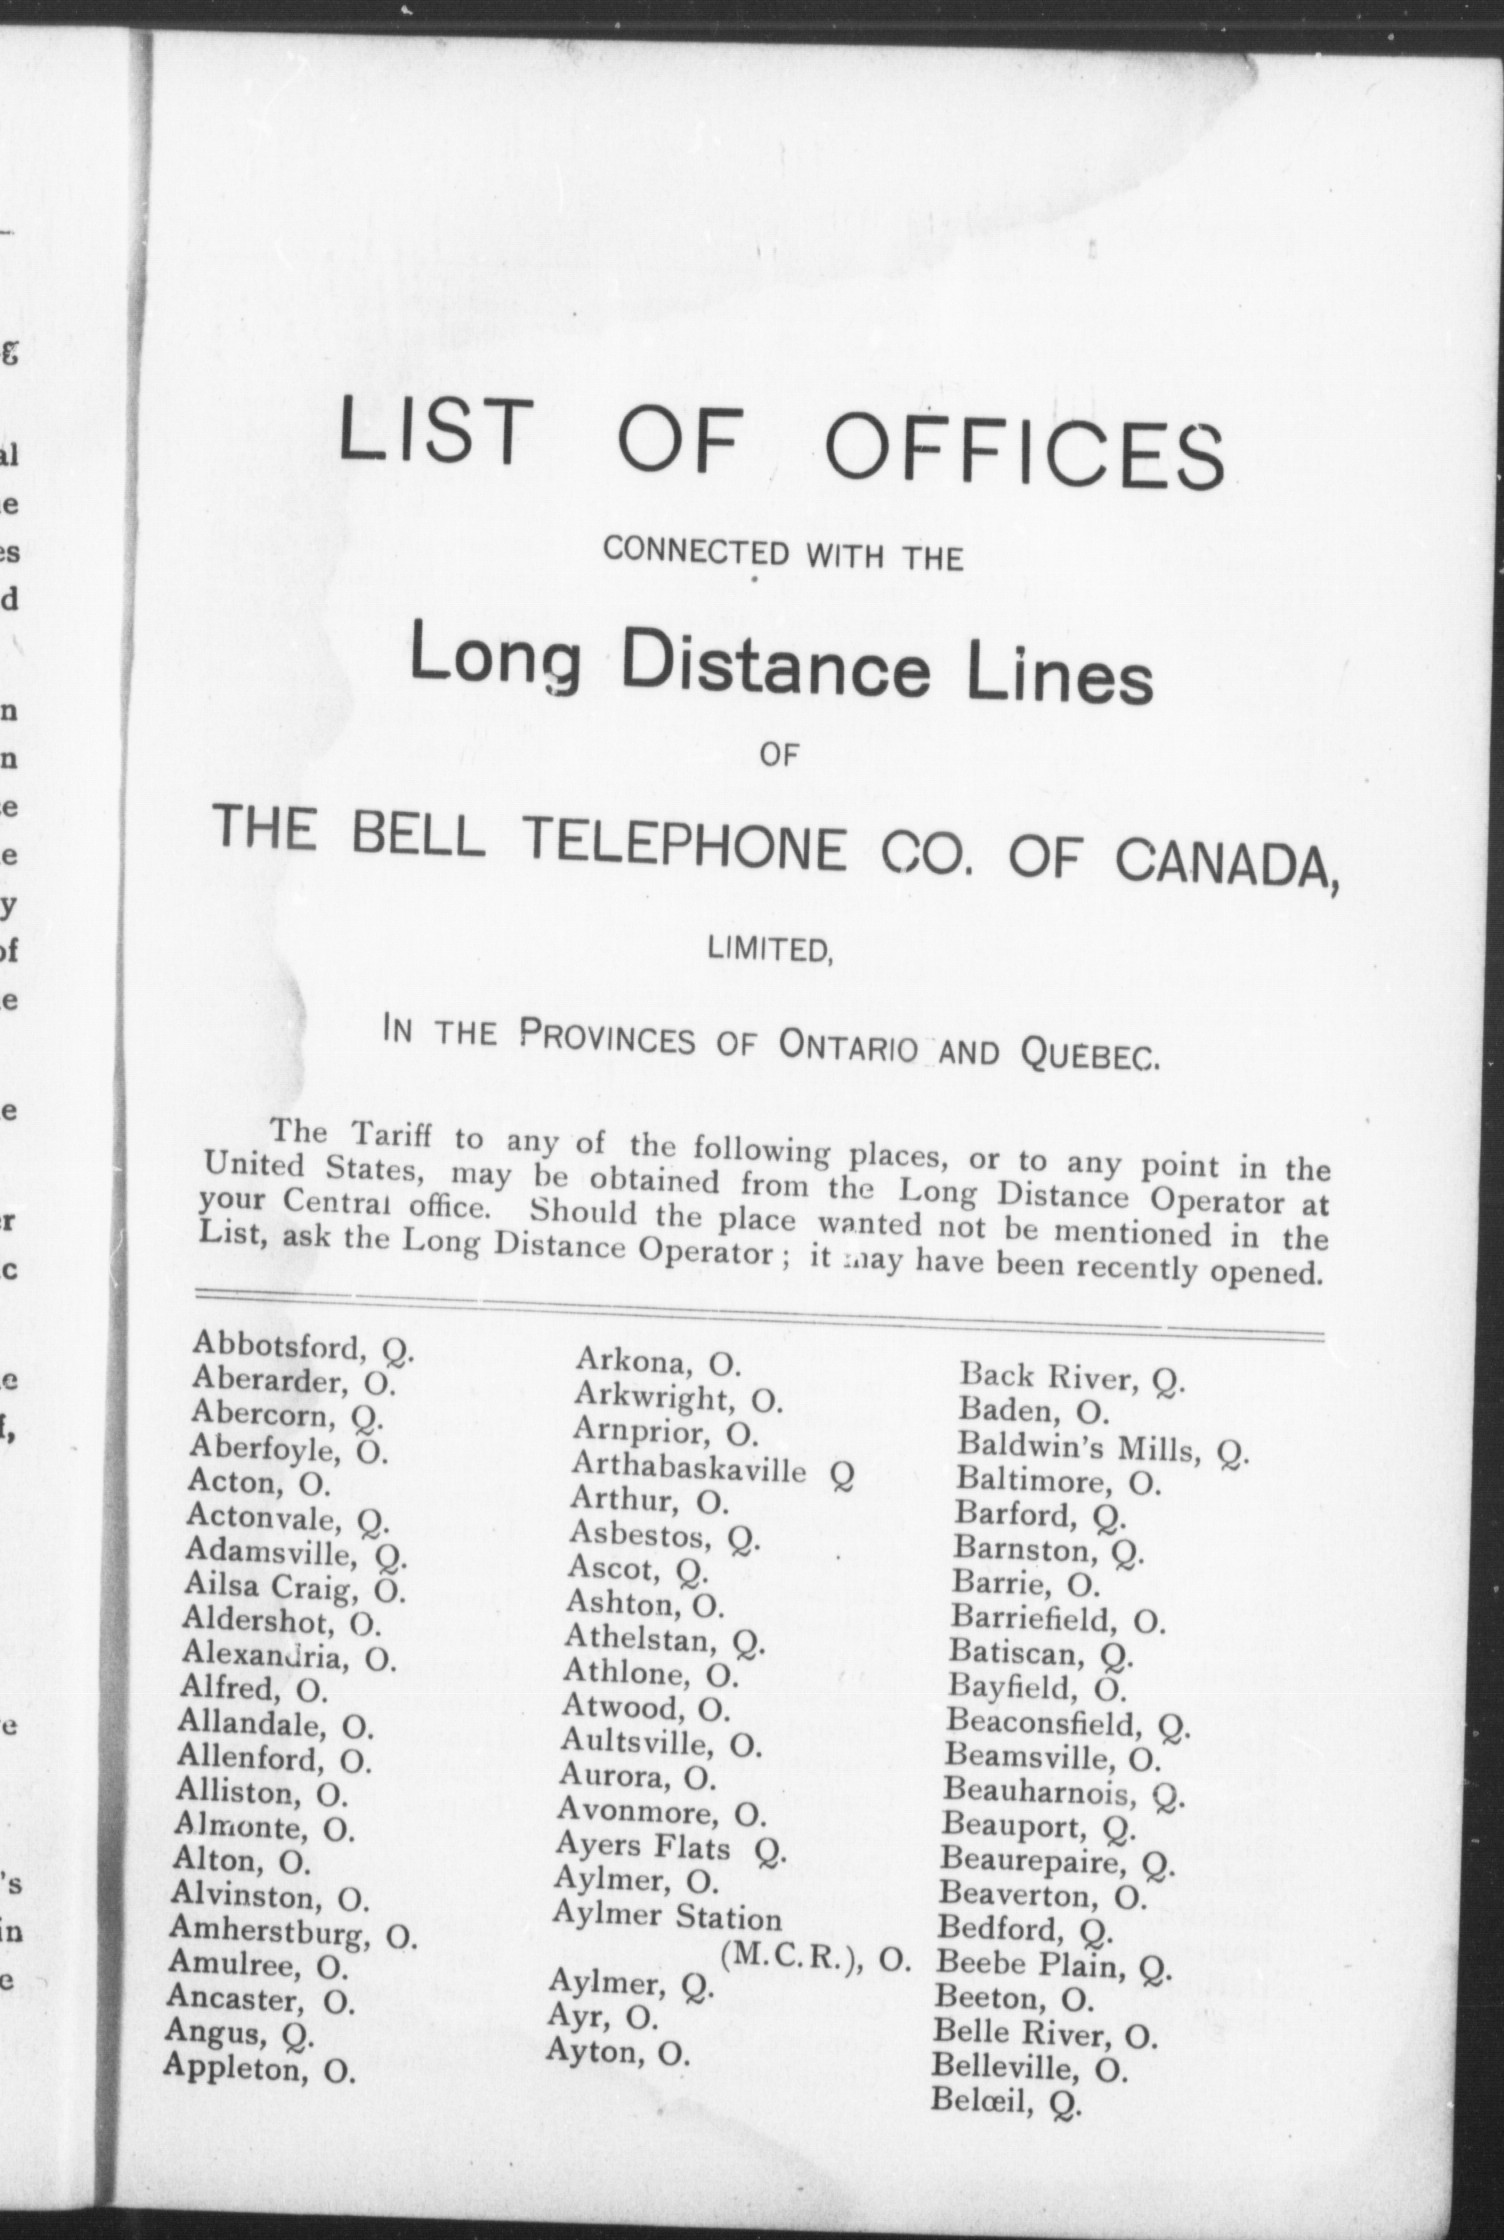 LIST OF OFFICES
CONNECTED WITH THE
Long Distance Lines
OF
THE BELL TELEPHONE CO. OF CANADA,
LIMITED,
IN THE PROVINCES OF ONTARIO AND QUEBEC.
The Tariff to any of the following places, or to any point in the
United States, may be obtained from the Long Distance Operator at
your Central office. Should the place wanted not be mentioned in the
List, ask the Long Distance Operator; it may have been recently opened.
Abbotsford, Q.
Aberarder, O.
Abercorn, Q.
Aberfoyle, O.
Acton, O.
Actonvale, Q.
Adamsville, Q.
Ailsa Craig, O.
Aldershot, O.
Alexandria, O.
Alfred, O.
Allandale, O.
Allenford, O.
Alliston, O.
Almonte, O.
Alton, O.
Alvinston, O.
Amherstburg, O.
Amulree, O.
Ancaster, O.
Angus, Q.
Appleton, O.
Arkona, O.
Arkwright, O.
Arnprior, O.
Arthabaskaville Q
Arthur, O.
Asbestos, Q.
Ascot, Q.
Ashton, O.
Athelstan, Q.
Athlone, O.
Atwood, O.
Aultsville, O.
Aurora, O.
Avonmore, O.
Ayers Flats Q.
Aylmer, O.
Aylmer Station
(M.C.R.), O.
Aylmer, Q.
Ayr, O.
Ayton, O.
Back River, Q.
Baden, O.
Baldwin's Mills, Q.
Baltimore, O.
Barford, Q.
Barnston, Q.
Barrie, O.
Barriefield, O.
Batiscan, Q.
Bayfield, O.
Beaconsfield, Q.
Beamsville, O.
Beauharnois, Q.
Beauport, Q.
Beaurepaire, Q.
Beaverton, O.
Bedford, Q.
Beebe Plain, Q.
Beeton, O.
Belle River, O.
Belleville, O.
Belœil, Q.